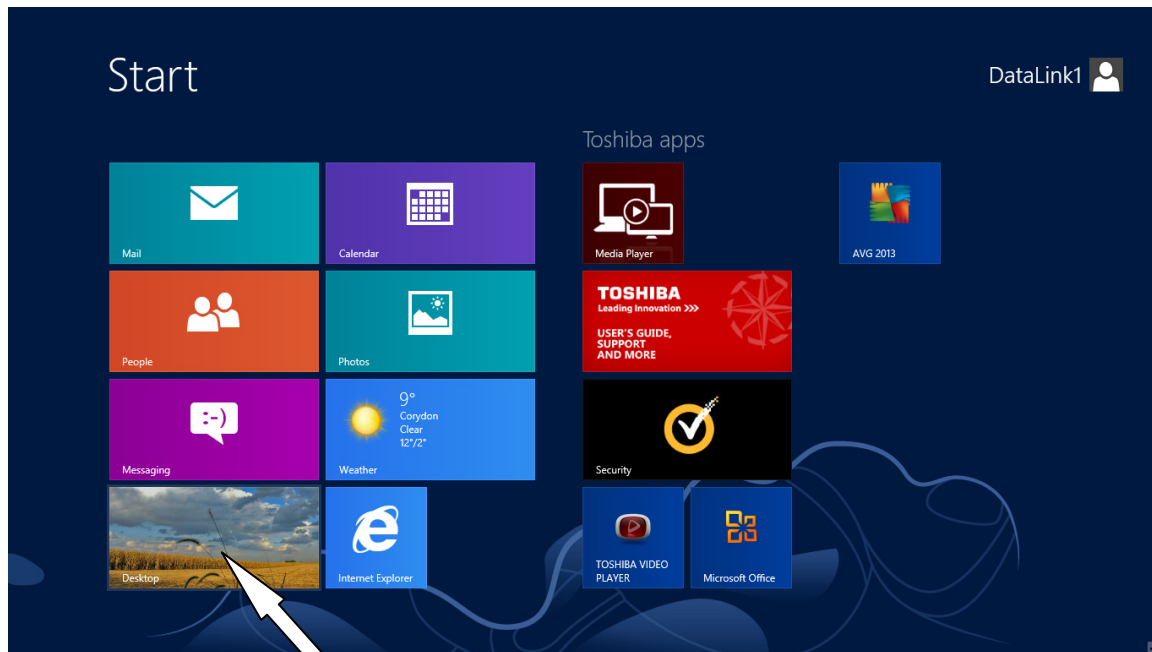 Start
DataLink1
Toshiba apps
Mail
Calendar
Media Player
AVG 2013
People
Photos
TOSHIBA
Leading Innovation >>>
USER'S GUIDE,
SUPPORT
AND MORE
Messaging
:-)
9°
Corydon
Clear
12°/2°
Weather
Security
Desktop
Internet Explorer
TOSHIBA VIDEO
PLAYER
Microsoft Office